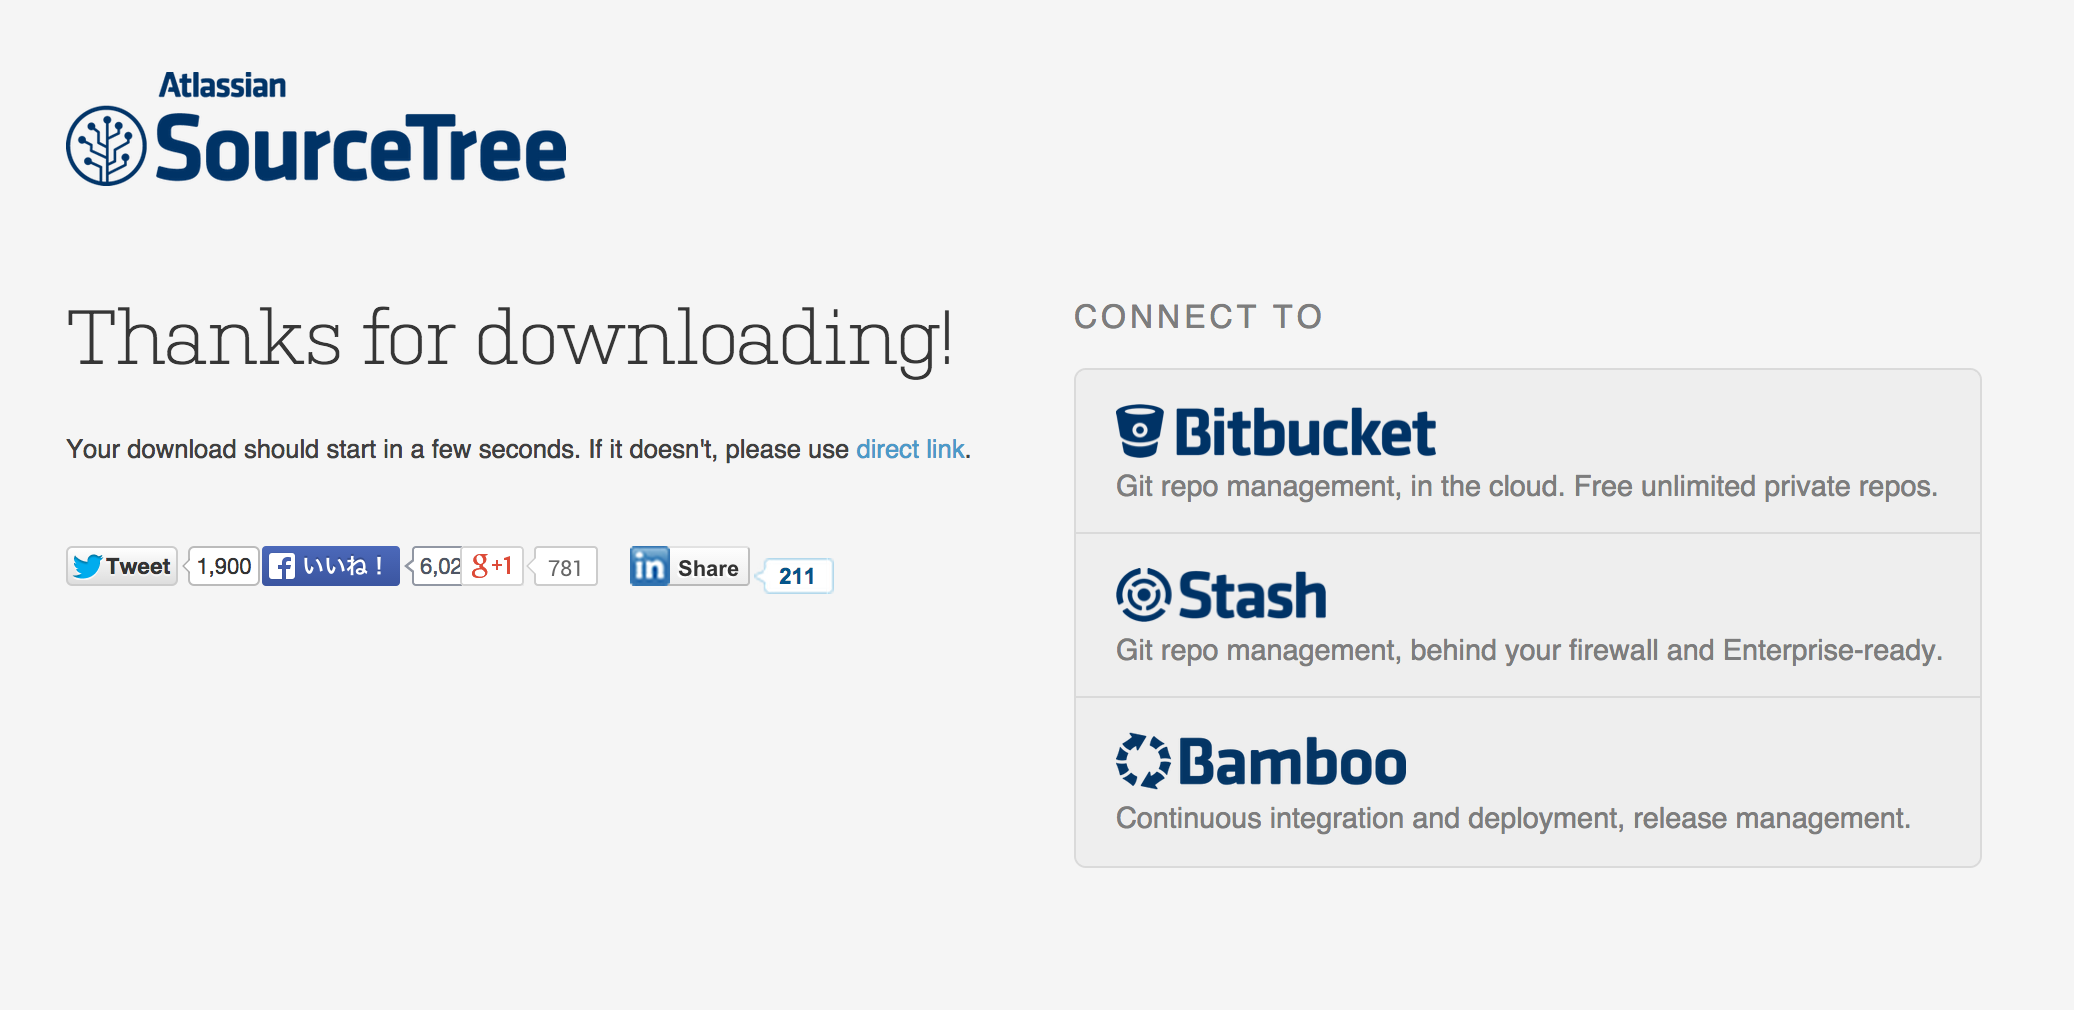 Atlassian
SourceTree
Thanks for downloading!
Your download should start in a few seconds. If it doesn't, please use direct link.
Tweet 1,900 いいね！ 6,02 g+1 781 in Share 211
CONNECT TO
Bitbucket
Git repo management, in the cloud. Free unlimited private repos.
Stash
Git repo management, behind your firewall and Enterprise-ready.
Bamboo
Continuous integration and deployment, release management.